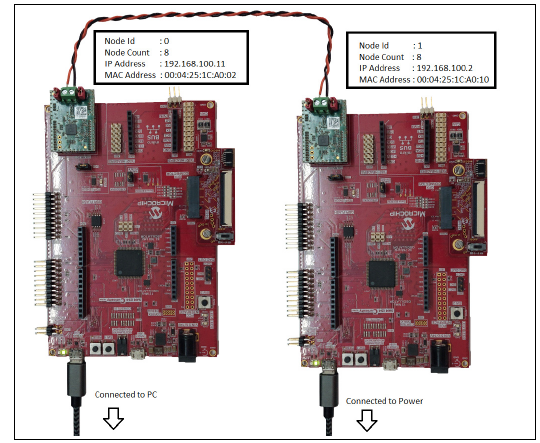 Node Id : 0
Node Count : 8
IP Address : 192.168.100.11
MAC Address : 00:04:25:1C:A0:02
Node Id : 1
Node Count : 8
IP Address : 192.168.100.2
MAC Address : 00:04:25:1C:A0:10
MICROCHIP
MICROCHIP
Connected to PC
Connected to Power